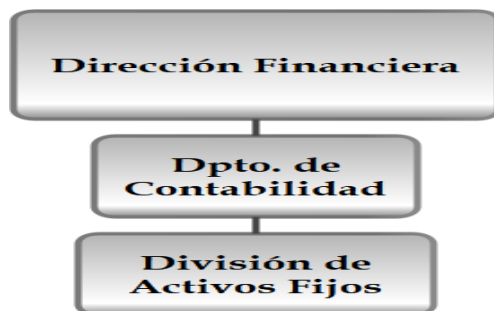 Dirección Financiera
Dpto. de
Contabilidad
División de
Activos Fijos